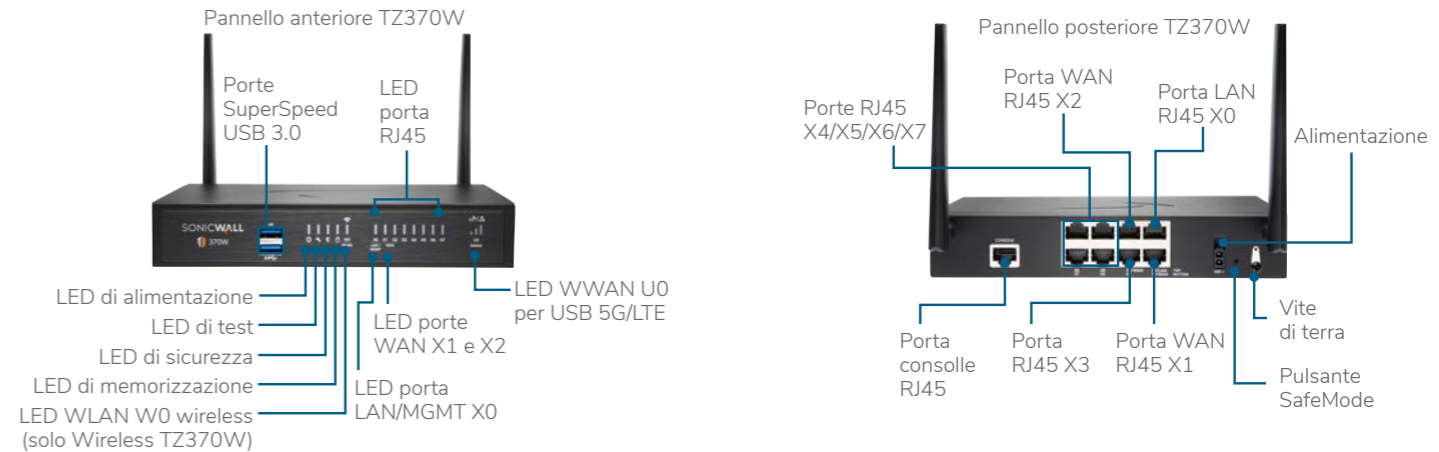 Pannello anteriore TZ370W
Porte
SuperSpeed
USB 3.0
LED
porta
RJ45
SONICWALL
370W
LED di alimentazione
LED di test
LED di sicurezza
LED di memorizzazione
LED WLAN W0 wireless
(solo Wireless TZ370W)
LED porte
WAN X1 e X2
LED porta
LAN/MGMT X0
LED WWAN U0
per USB 5G/LTE
Pannello posteriore TZ370W
Porte RJ45
X4/X5/X6/X7
Porta WAN
RJ45 X2
Porta LAN
RJ45 X0
Alimentazione
CONSOLE
Porta
consolle
RJ45
Porta
RJ45 X3
Porta WAN
RJ45 X1
Vite
di terra
Pulsante
SafeMode